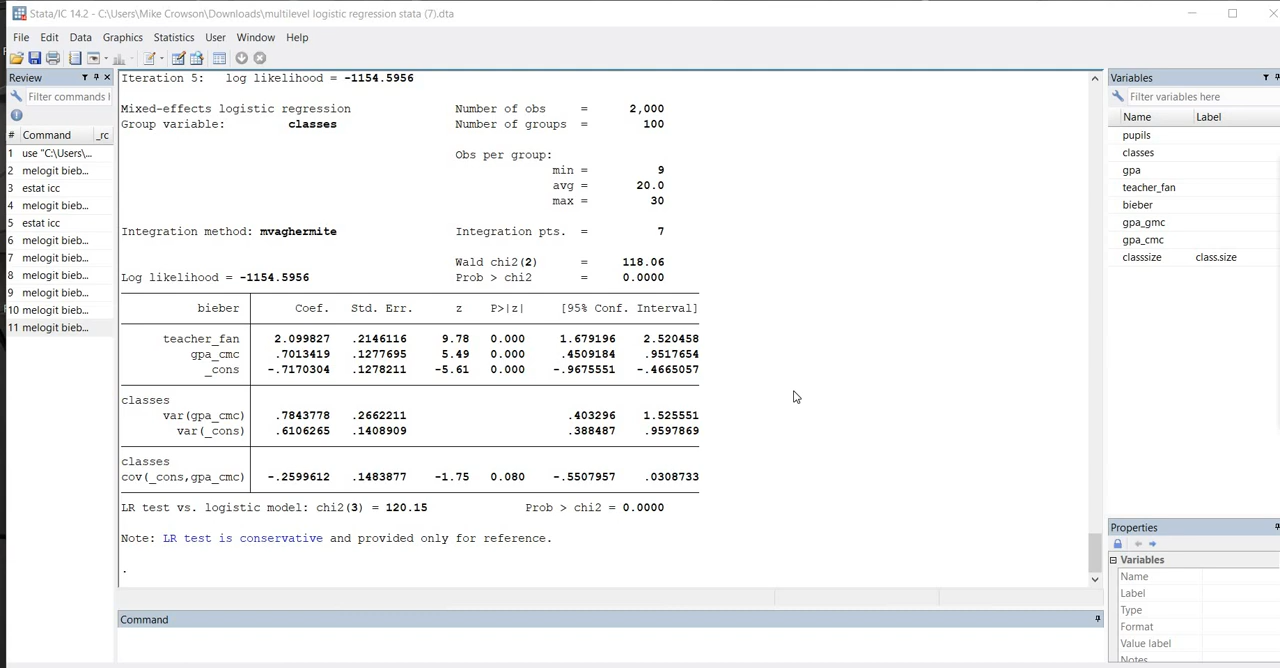 Stata/IC 14.2 - C:\Users\Mike Crowson\Downloads\multilevel logistic regression stata (7).dta
File Edit Data Graphics Statistics User Window Help
Review
Filter commands
# Command _rc
1 use "C:\Users\...
2 melogit bieb...
3 estat icc
4 melogit bieb...
5 estat icc
6 melogit bieb...
7 melogit bieb...
8 melogit bieb...
9 melogit bieb...
10 melogit bieb...
11 melogit bieb...
Iteration 5: log likelihood = -1154.5956
Mixed-effects logistic regression Number of obs = 2,000
Group variable: classes Number of groups = 100
Obs per group:
min = 9
avg = 20.0
max = 30
Integration method: mvaghermite Integration pts. = 7
Wald chi2(2) = 118.06
Log likelihood = -1154.5956 Prob > chi2 = 0.0000
bieber Coef. Std. Err. z P>|z| [95% Conf. Interval]
teacher_fan 2.099827 .2146116 9.78 0.000 1.679196 2.520458
gpa_cmc .7013419 .1277695 5.49 0.000 .4509184 .9517654
_cons -.7170304 .1278211 -5.61 0.000 -.9675551 -.4665057
classes
var(gpa_cmc) .7843778 .2662211 .403296 1.525551
var(_cons) .6106265 .1408909 .388487 .9597869
classes
cov(_cons,gpa_cmc) -.2599612 .1483877 -1.75 0.080 -.5507957 .0308733
LR test vs. logistic model: chi2(3) = 120.15 Prob > chi2 = 0.0000
Note: LR test is conservative and provided only for reference.
.
Command
Variables
Filter variables here
Name Label
pupils
classes
gpa
teacher_fan
bieber
gpa_gmc
gpa_cmc
classsize class.size
Properties
Variables
Name
Label
Type
Format
Value label
Notes